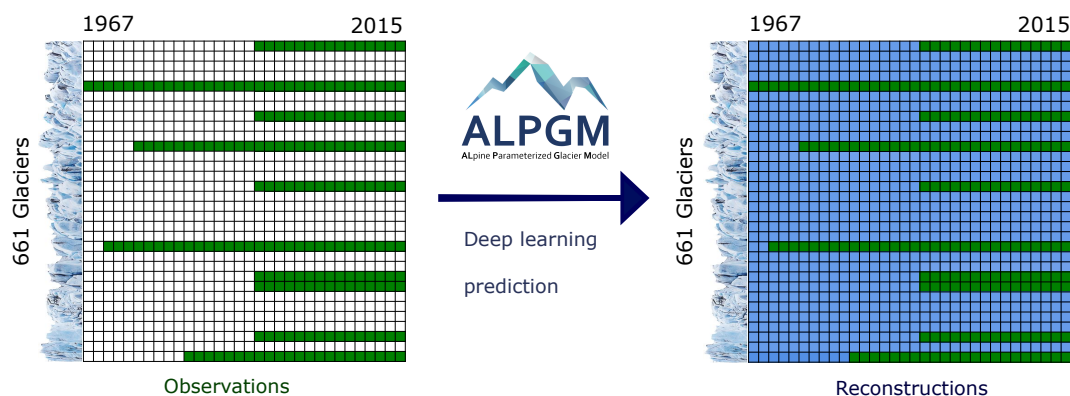 1967 2015
661 Glaciers
Observations
ALPGM
ALpine Parameterized Glacier Model
Deep learning
prediction
1967 2015
661 Glaciers
Reconstructions